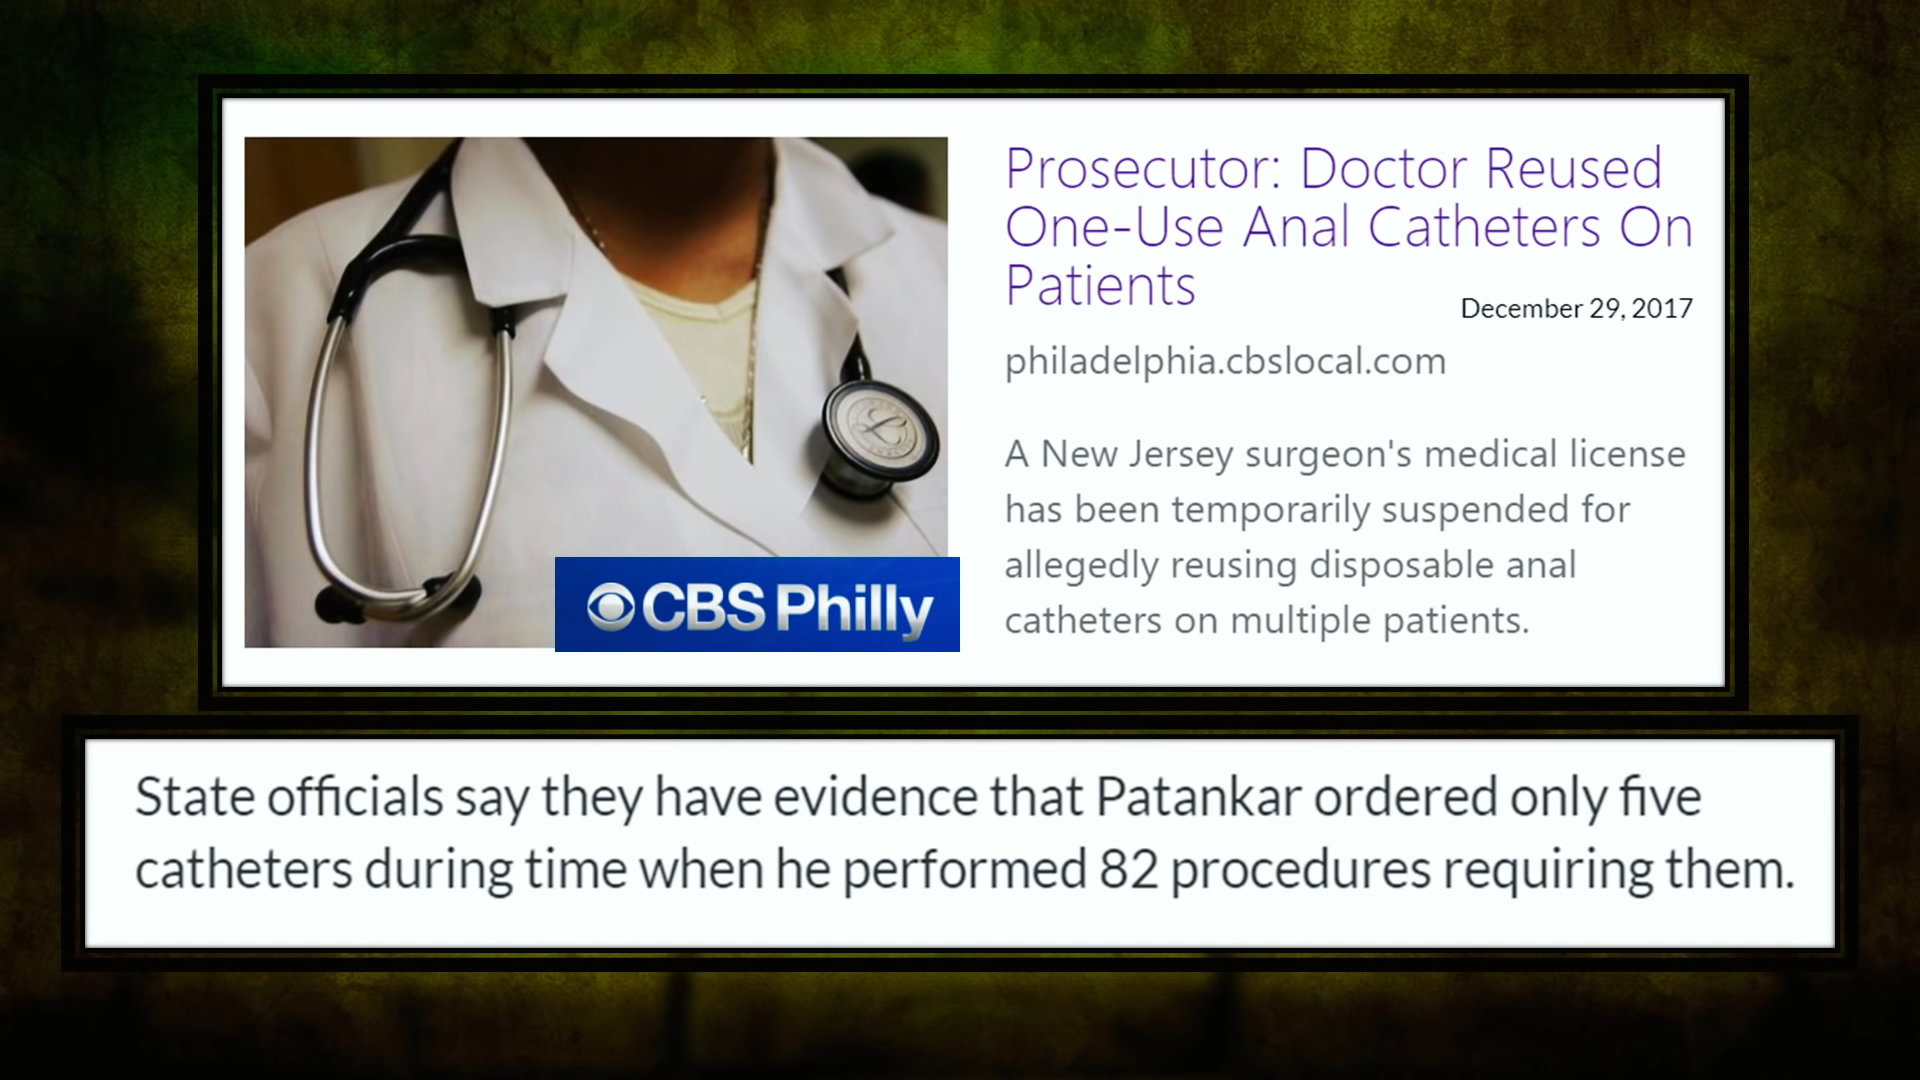 Prosecutor: Doctor Reused
One-Use Anal Catheters On
Patients
December 29, 2017
philadelphia.cbslocal.com
A New Jersey surgeon's medical license
has been temporarily suspended for
allegedly reusing disposable anal
catheters on multiple patients.
CBS Philly
State officials say they have evidence that Patankar ordered only five
catheters during time when he performed 82 procedures requiring them.